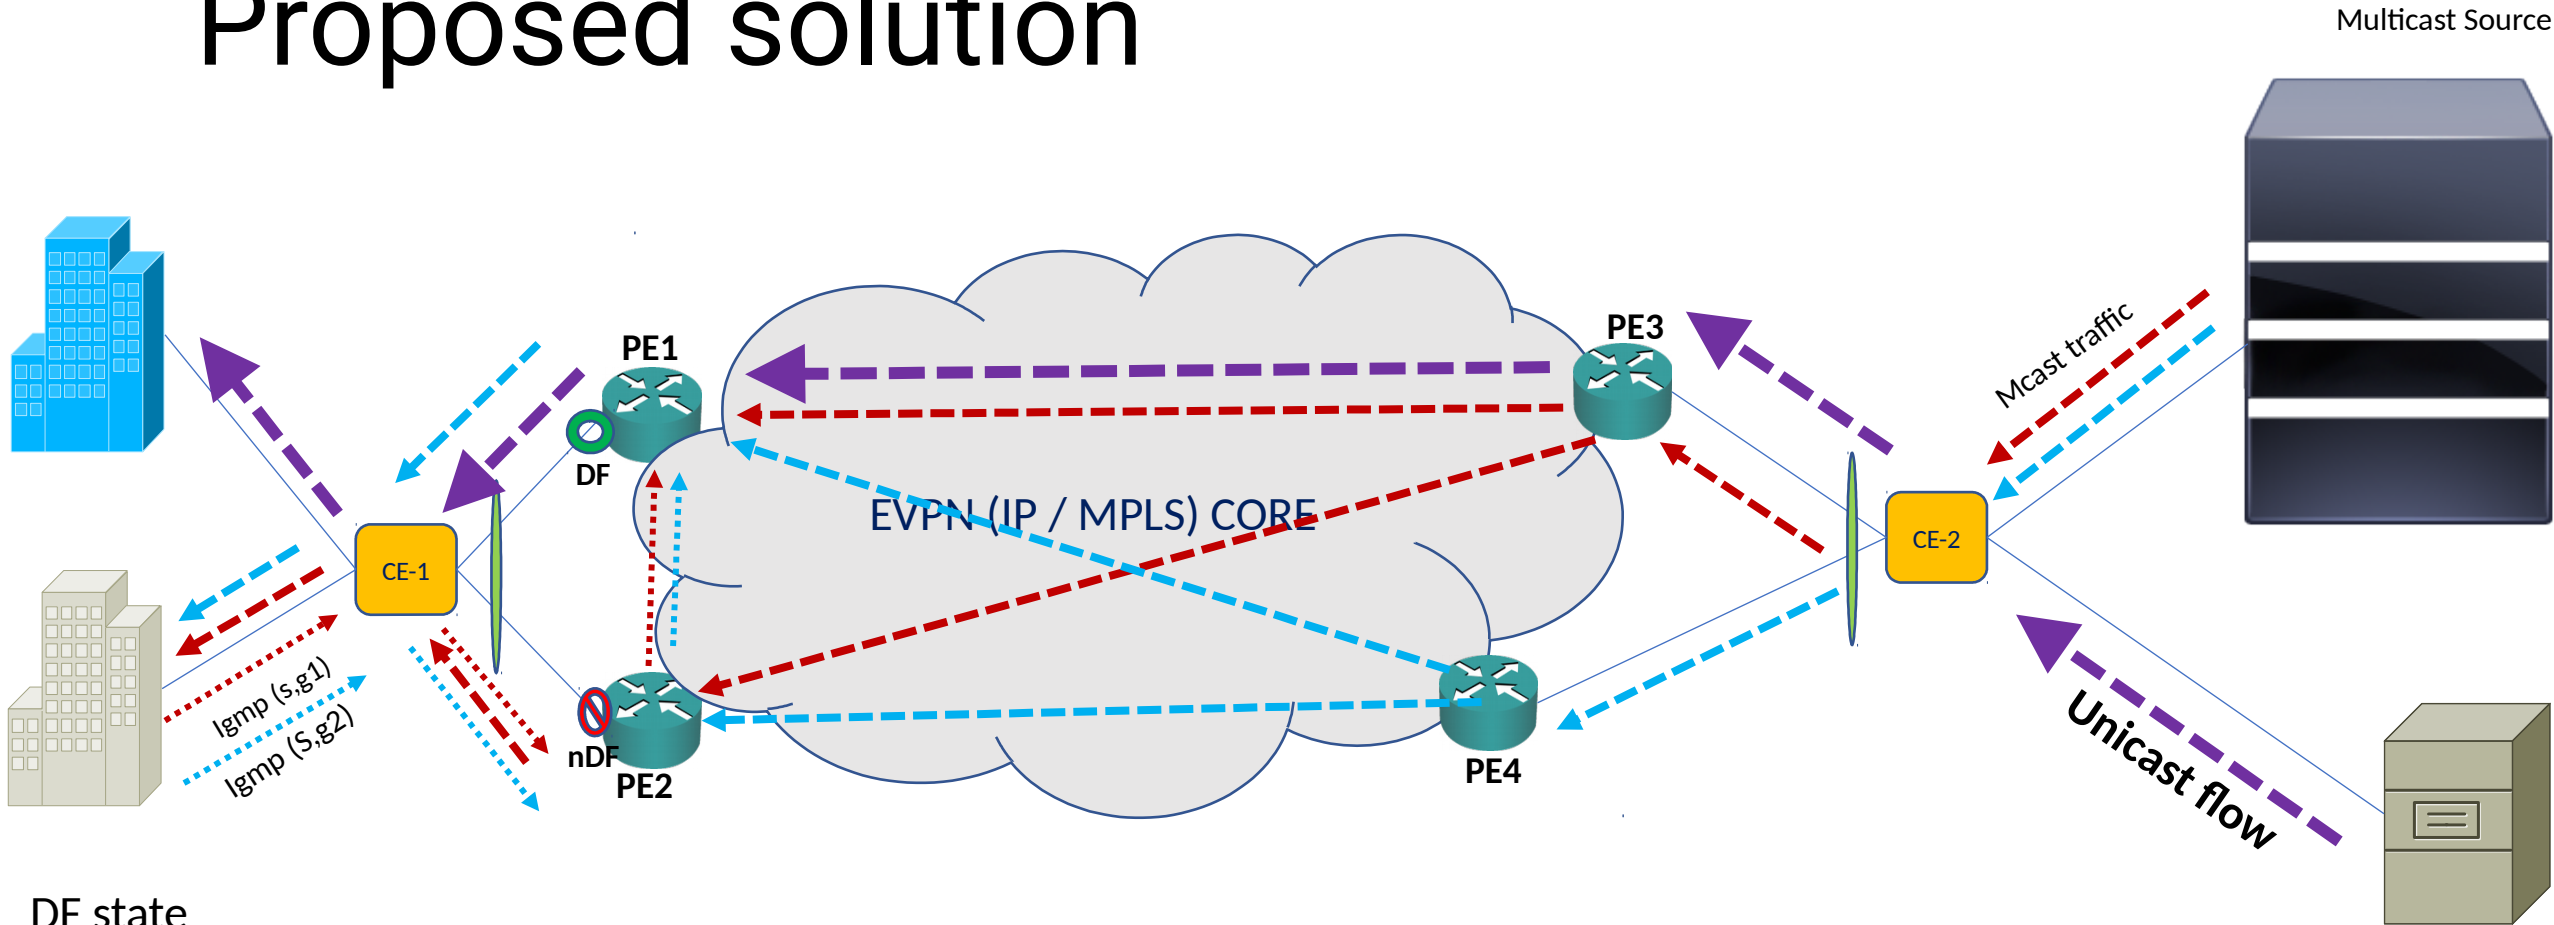 Proposed solution
Multicast Source
Mcast traffic
PE3
PE1
DF
EVPN (IP / MPLS) CORE
CE-1
CE-2
Igmp (s,g1)
Igmp (S,g2)
nDF
PE2
PE4
Unicast flow
DF state